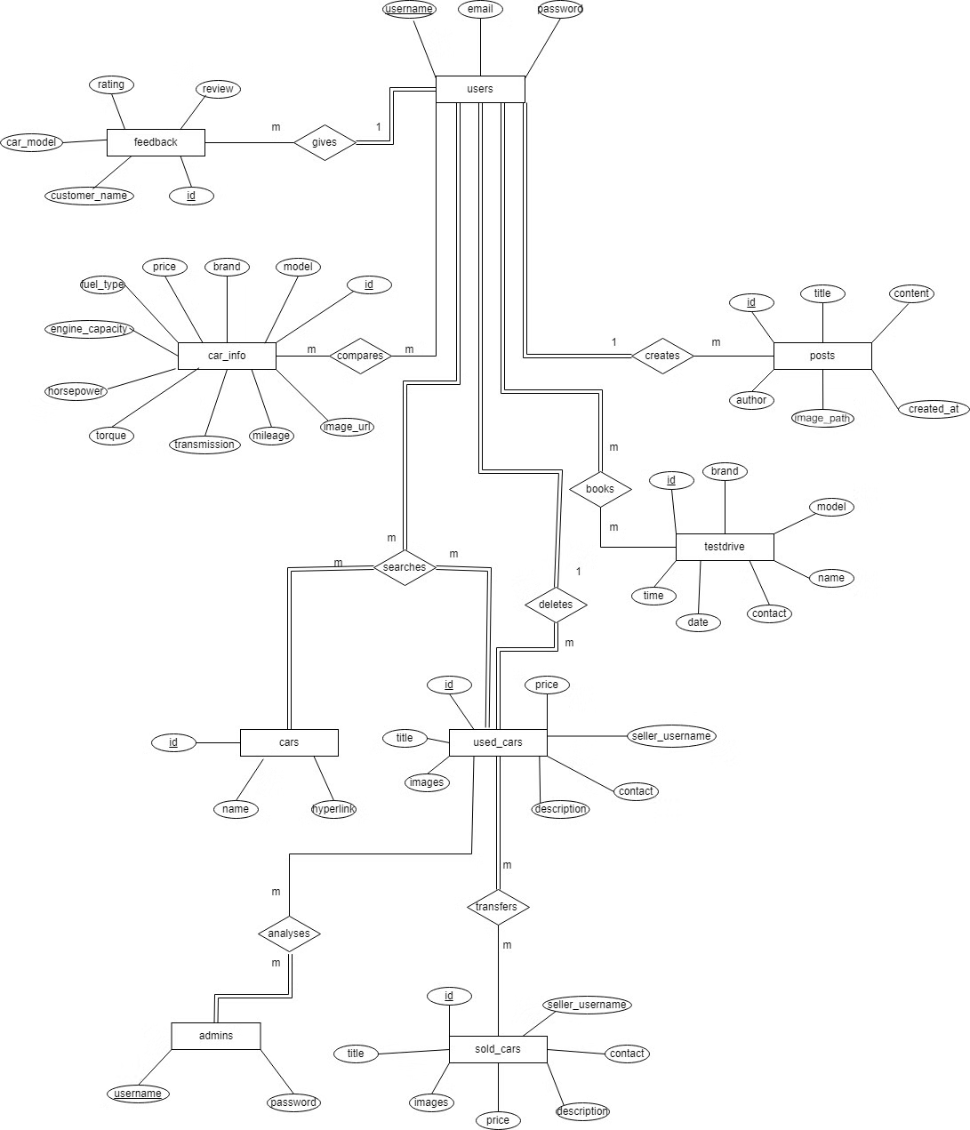 username
email
password
users
rating
review
m
1
car_model
feedback
gives
customer_name
id
price
brand
model
fuel_type
id
engine_capacity
m
m
car_info
compares
horsepower
torque
transmission
mileage
image_url
id
title
content
1
m
creates
posts
author
image_path
created_at
m
books
m
id
brand
model
testdrive
time
date
contact
name
m
m
m
searches
1
deletes
m
id
price
id
cars
title
used_cars
seller_username
images
name
hyperlink
description
contact
m
m
transfers
analyses
m
m
id
seller_username
admins
title
sold_cars
contact
username
password
images
price
description